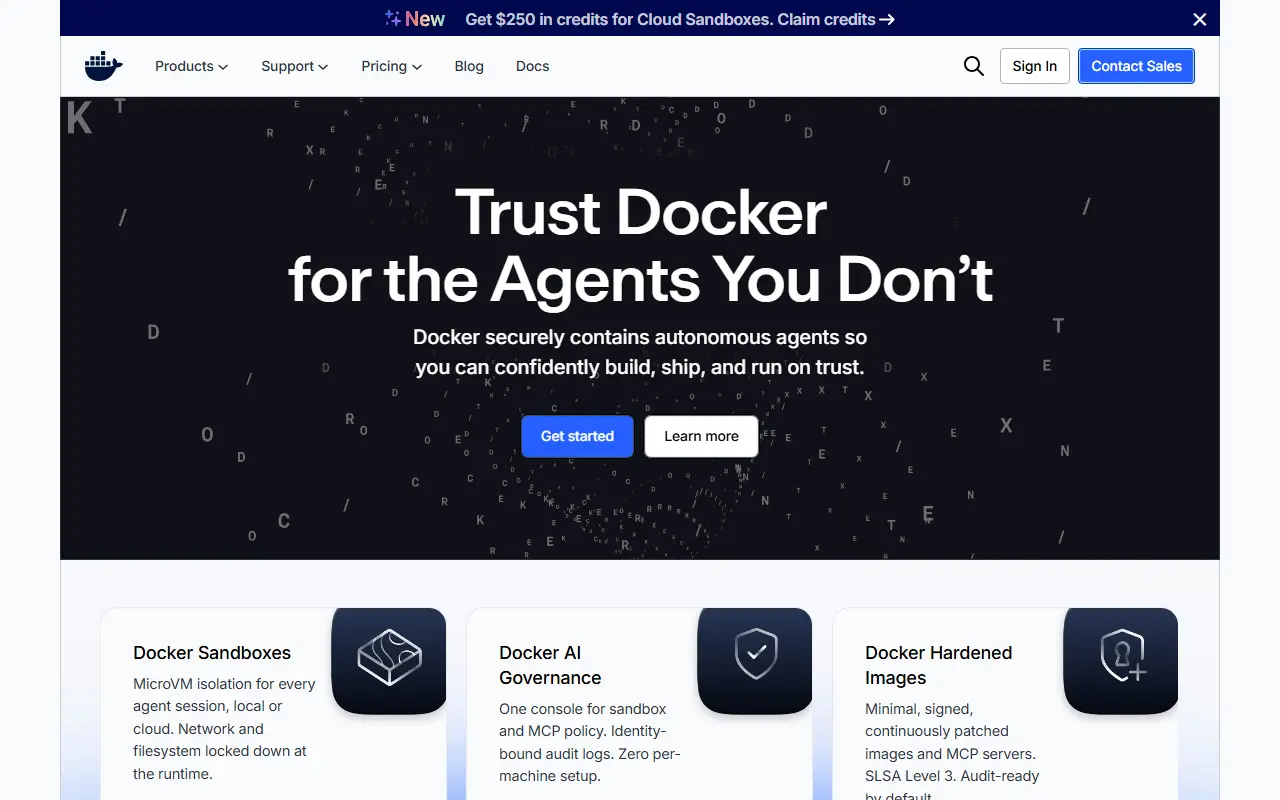 New Get $250 in credits for Cloud Sandboxes. Claim credits
Products Support Pricing Blog Docs Sign In Contact Sales
Trust Docker
for the Agents You Don’t
Docker securely contains autonomous agents so
you can confidently build, ship, and run on trust.
Get started Learn more
Docker Sandboxes
MicroVM isolation for every
agent session, local or
cloud. Network and
filesystem locked down at
the runtime.
Docker AI
Governance
One console for sandbox
and MCP policy. Identity-
bound audit logs. Zero per-
machine setup.
Docker Hardened
Images
Minimal, signed,
continuously patched
images and MCP servers.
SLSA Level 3. Audit-ready
by default.